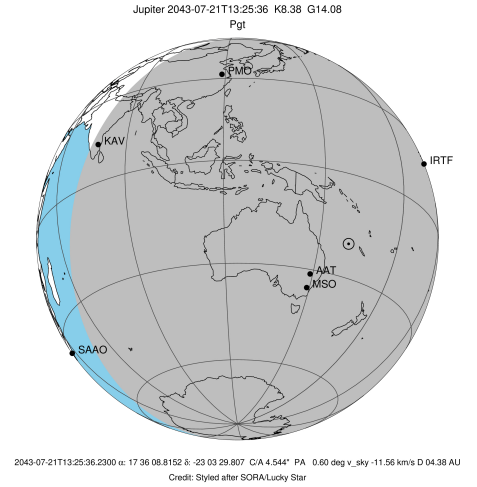 Jupiter 2043-07-21T13:25:36 K8.38 G14.08
Pgt
PMO
KAV
IRTF
AAT
MSO
SAAO
2043-07-21T13:25:36.2300 α: 17 36 08.8152 δ: -23 03 29.807 C/A 4.544" PA 0.60 deg v_sky -11.56 km/s D 04.38 AU
Credit: Styled after SORA/Lucky Star